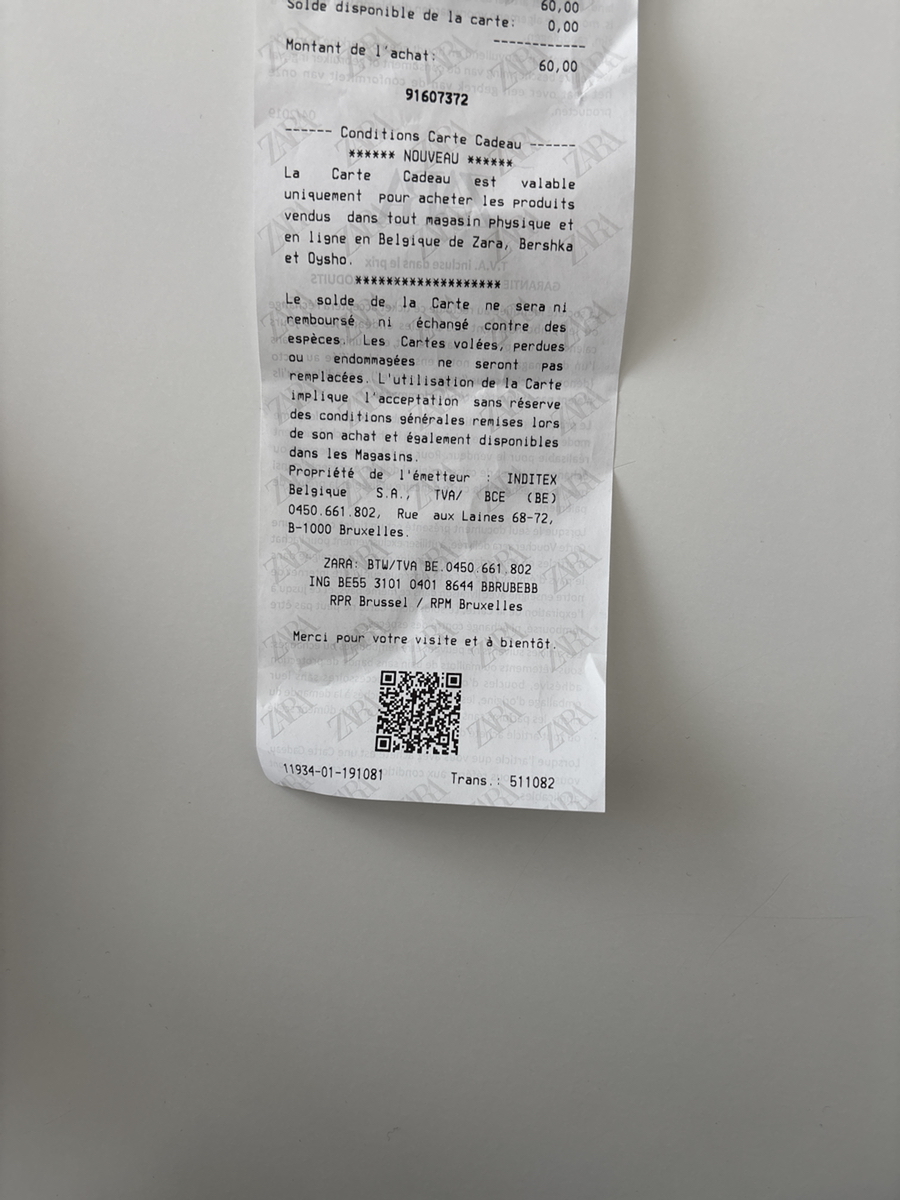 60,00
Solde disponible de la carte: 0,00
------------
Montant de l'achat: 60,00
91607372
------ Conditions Carte Cadeau ------
****** NOUVEAU ******
La Carte Cadeau est valable
uniquement pour acheter les produits
vendus dans tout magasin physique et
en ligne en Belgique de Zara, Bershka
et Oysho.
*******************
Le solde de la Carte ne sera ni
remboursé ni échangé contre des
espèces. Les Cartes volées, perdues
ou endommagées ne seront pas
remplacées. L'utilisation de la Carte
implique l'acceptation sans réserve
des conditions générales remises lors
de son achat et également disponibles
dans les Magasins.
Propriété de l'émetteur : INDITEX
Belgique S.A., TVA/ BCE (BE)
0450.661.802, Rue aux Laines 68-72,
B-1000 Bruxelles.
ZARA: BTW/TVA BE.0450.661.802
ING BE55 3101 0401 8644 BBRUBEBB
RPR Brussel / RPM Bruxelles
Merci pour votre visite et à bientôt.
11934-01-191081 Trans.: 511082